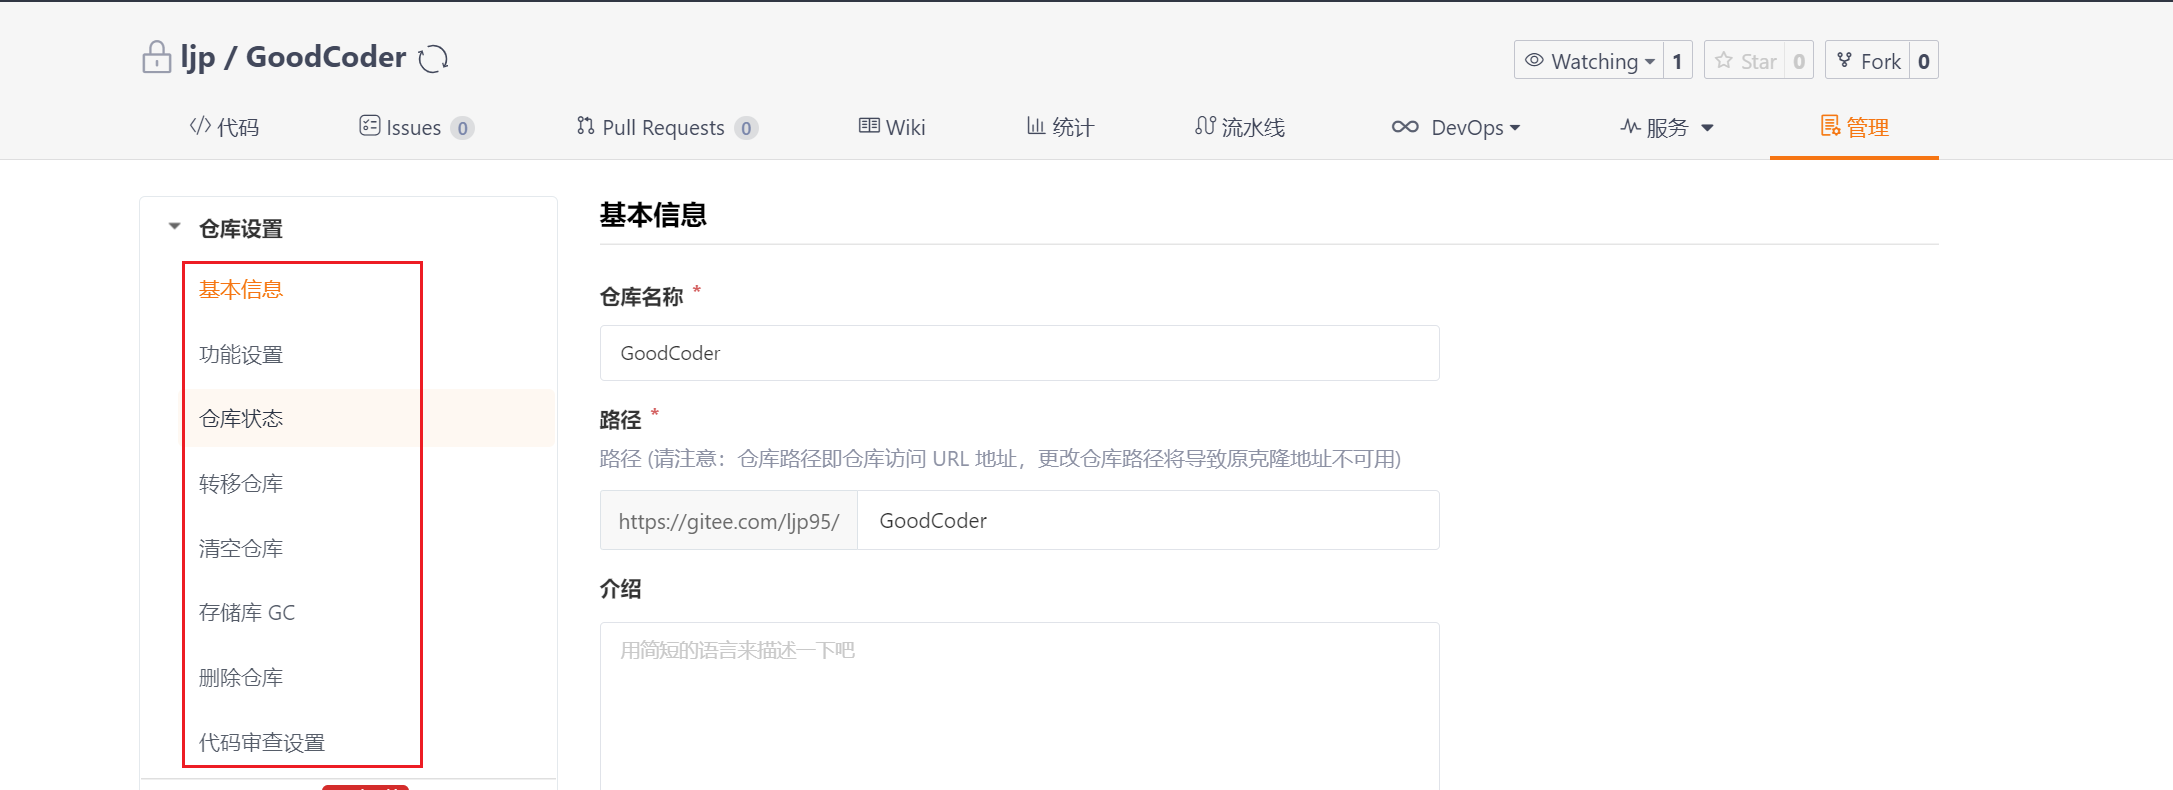 ljp / GoodCoder
Watching 1 Star 0 Fork 0
代码 Issues 0 Pull Requests 0 Wiki 统计 流水线 DevOps 服务 管理
仓库设置
基本信息
功能设置
仓库状态
转移仓库
清空仓库
存储库 GC
删除仓库
代码审查设置
基本信息
仓库名称 *
GoodCoder
路径 *
路径 (请注意：仓库路径即仓库访问 URL 地址，更改仓库路径将导致原克隆地址不可用)
https://gitee.com/ljp95/ GoodCoder
介绍
用简短的语言来描述一下吧